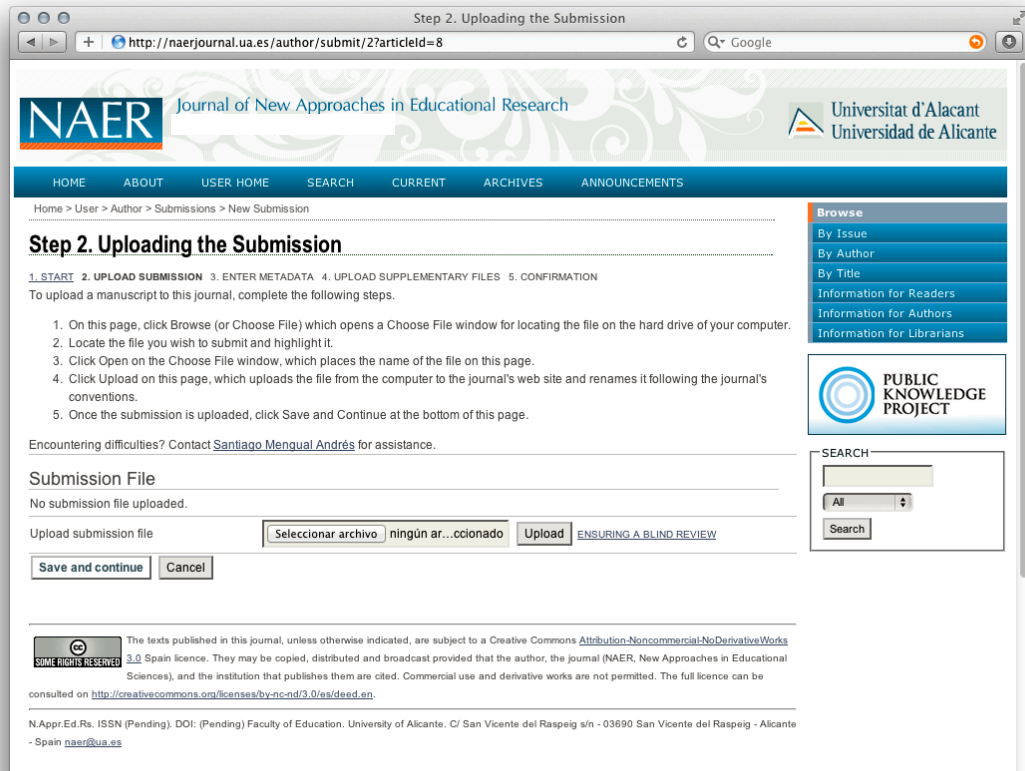 Step 2. Uploading the Submission
http://naerjournal.ua.es/author/submit/2?articleId=8
Google
NAER
Journal of New Approaches in Educational Research
Universitat d'Alacant
Universidad de Alicante
HOME ABOUT USER HOME SEARCH CURRENT ARCHIVES ANNOUNCEMENTS
Home > User > Author > Submissions > New Submission
Step 2. Uploading the Submission
1. START 2. UPLOAD SUBMISSION 3. ENTER METADATA 4. UPLOAD SUPPLEMENTARY FILES 5. CONFIRMATION
To upload a manuscript to this journal, complete the following steps.
1. On this page, click Browse (or Choose File) which opens a Choose File window for locating the file on the hard drive of your computer.
2. Locate the file you wish to submit and highlight it.
3. Click Open on the Choose File window, which places the name of the file on this page.
4. Click Upload on this page, which uploads the file from the computer to the journal's web site and renames it following the journal's
conventions.
5. Once the submission is uploaded, click Save and Continue at the bottom of this page.
Encountering difficulties? Contact Santiago Mengual Andrés for assistance.
Submission File
No submission file uploaded.
Upload submission file Seleccionar archivo ningún ar...ccionado Upload ENSURING A BLIND REVIEW
Save and continue Cancel
Browse
By Issue
By Author
By Title
Information for Readers
Information for Authors
Information for Librarians
PUBLIC
KNOWLEDGE
PROJECT
SEARCH
All
Search
cc
SOME RIGHTS RESERVED
The texts published in this journal, unless otherwise indicated, are subject to a Creative Commons Attribution-Noncommercial-NoDerivativeWorks
3.0 Spain licence. They may be copied, distributed and broadcast provided that the author, the journal (NAER, New Approaches in Educational
Sciences), and the institution that publishes them are cited. Commercial use and derivative works are not permitted. The full licence can be
consulted on http://creativecommons.org/licenses/by-nc-nd/3.0/es/deed.en.
N.Appr.Ed.Rs. ISSN (Pending). DOI: (Pending) Faculty of Education. University of Alicante. C/ San Vicente del Raspeig s/n - 03690 San Vicente del Raspeig - Alicante
- Spain naer@ua.es